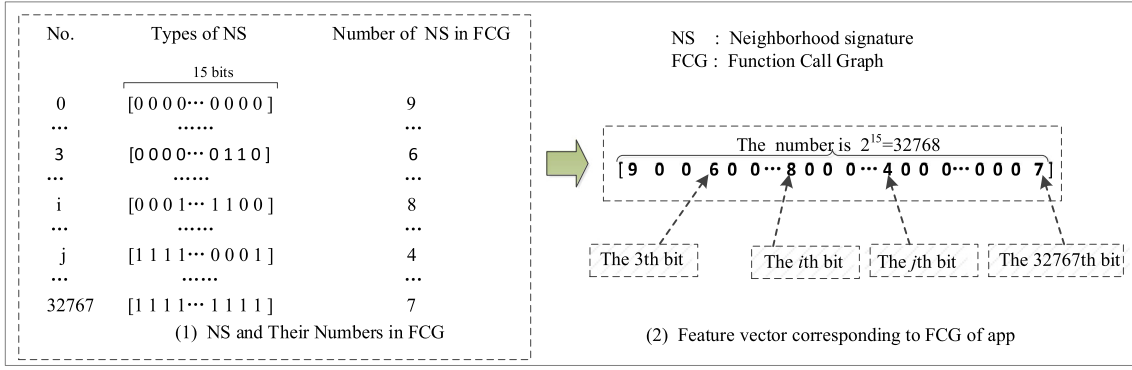 No. Types of NS Number of NS in FCG
15 bits
0 [0 0 0 0··· 0 0 0 0 ] 9
··· ······ ···
3 [0 0 0 0··· 0 1 1 0 ] 6
··· ······ ···
i [0 0 0 1··· 1 1 0 0 ] 8
··· ······ ···
j [1 1 1 1··· 0 0 0 1 ] 4
··· ······ ···
32767 [1 1 1 1··· 1 1 1 1 ] 7
(1) NS and Their Numbers in FCG
NS : Neighborhood signature
FCG : Function Call Graph
The number is 2^15=32768
[9 0 0 6 0 0···8 0 0 0···4 0 0 0···0 0 0 7]
The 3th bit The ith bit The jth bit The 32767th bit
(2) Feature vector corresponding to FCG of app